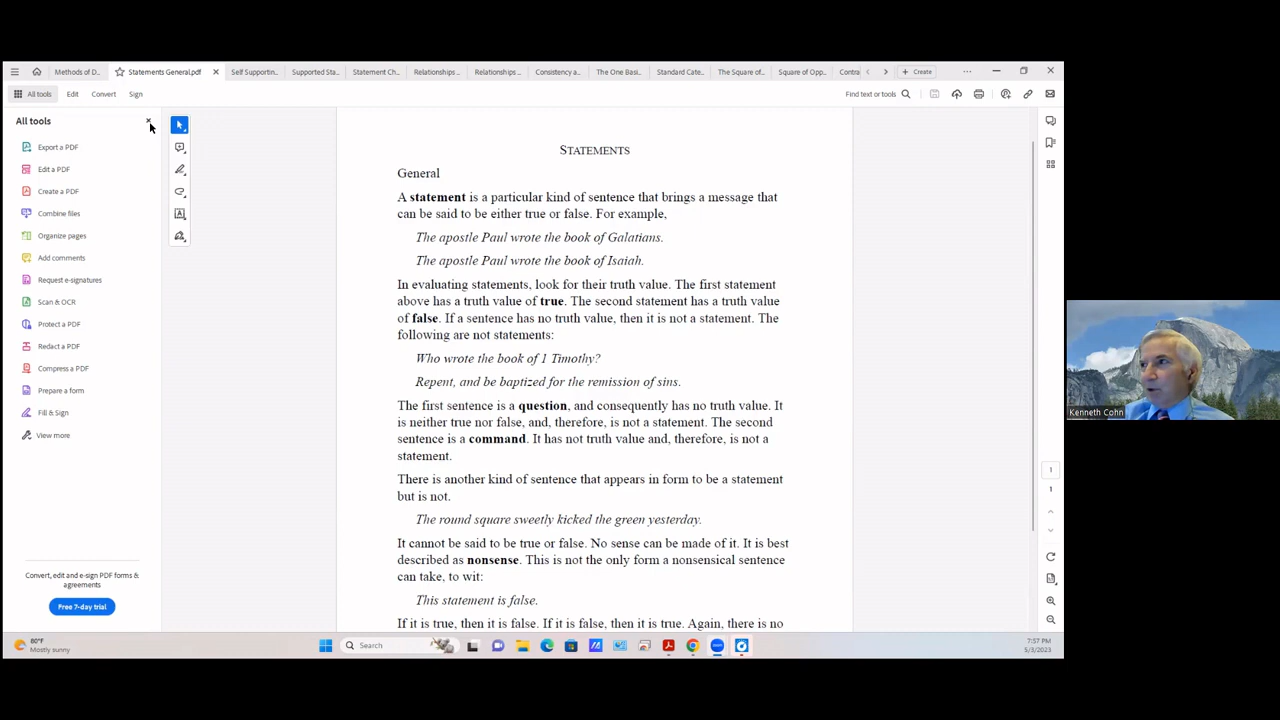 Methods of D...
Statements General.pdf
Self Supportin...
Supported Sta...
Statement Ch...
Relationships ...
Relationships ...
Consistency a...
The One Basi...
Standard Cate...
The Square of...
Square of Opp...
Contra
Create
All tools
Edit
Convert
Sign
Find text or tools
All tools
Export a PDF
Edit a PDF
Create a PDF
Combine files
Organize pages
Add comments
Request e-signatures
Scan & OCR
Protect a PDF
Redact a PDF
Compress a PDF
Prepare a form
Fill & Sign
View more
Convert, edit and e-sign PDF forms &
agreements
Free 7-day trial
STATEMENTS
General
A statement is a particular kind of sentence that brings a message that
can be said to be either true or false. For example,
The apostle Paul wrote the book of Galatians.
The apostle Paul wrote the book of Isaiah.
In evaluating statements, look for their truth value. The first statement
above has a truth value of true. The second statement has a truth value
of false. If a sentence has no truth value, then it is not a statement. The
following are not statements:
Who wrote the book of 1 Timothy?
Repent, and be baptized for the remission of sins.
The first sentence is a question, and consequently has no truth value. It
is neither true nor false, and, therefore, is not a statement. The second
sentence is a command. It has not truth value and, therefore, is not a
statement.
There is another kind of sentence that appears in form to be a statement
but is not.
The round square sweetly kicked the green yesterday.
It cannot be said to be true or false. No sense can be made of it. It is best
described as nonsense. This is not the only form a nonsensical sentence
can take, to wit:
This statement is false.
If it is true, then it is false. If it is false, then it is true. Again, there is no
1
1
Kenneth Cohn
80°F
Mostly sunny
Search
7:57 PM
5/3/2023